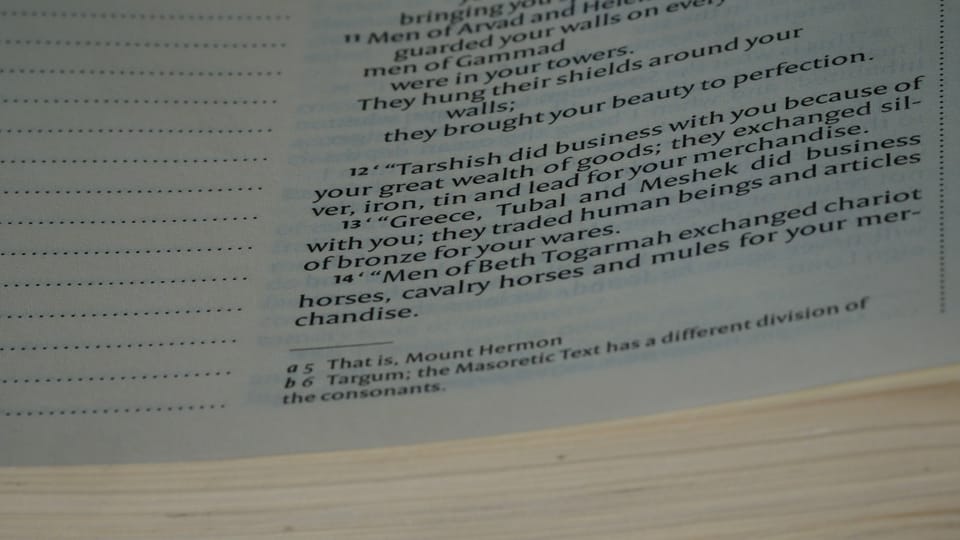 bringing you
11 Men of Arvad and Helek
guarded your walls on every
men of Gammad
were in your towers.
They hung their shields around your
walls;
they brought your beauty to perfection.
12 ‘ “Tarshish did business with you because of
your great wealth of goods; they exchanged sil-
ver, iron, tin and lead for your merchandise.
13 ‘ “Greece, Tubal and Meshek did business
with you; they traded human beings and articles
of bronze for your wares.
14 ‘ “Men of Beth Togarmah exchanged chariot
horses, cavalry horses and mules for your mer-
chandise.
a 5 That is, Mount Hermon
b 6 Targum; the Masoretic Text has a different division of
the consonants.